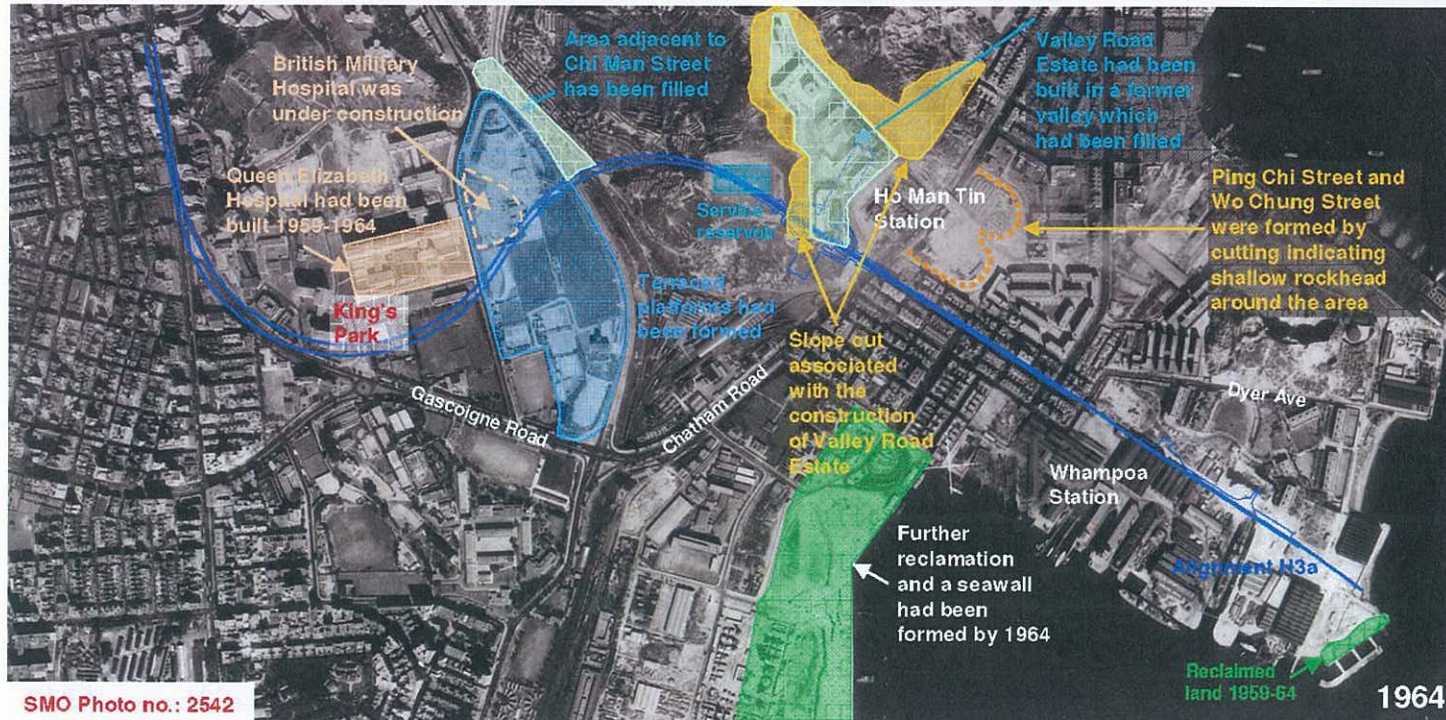 Area adjacent to
Chi Man Street
has been filled
British Military
Hospital was
under construction
Valley Road
Estate had been
built in a former
valley which
had been filled
Queen Elizabeth
Hospital had been
built 1959-1964
Ho Man Tin
Station
Ping Chi Street and
Wo Chung Street
were formed by
cutting indicating
shallow rockhead
around the area
Service
reservoir
Terraced
platforms had
been formed
King's
Park
Slope cut
associated
with the
construction
of Valley Road
Estate
Gascoigne Road
Chatham Road
Dyer Ave
Whampoa
Station
Further
reclamation
and a seawall
had been
formed by 1964
Alignment H3a
Reclaimed
land 1959-64
1964
SMO Photo no.: 2542